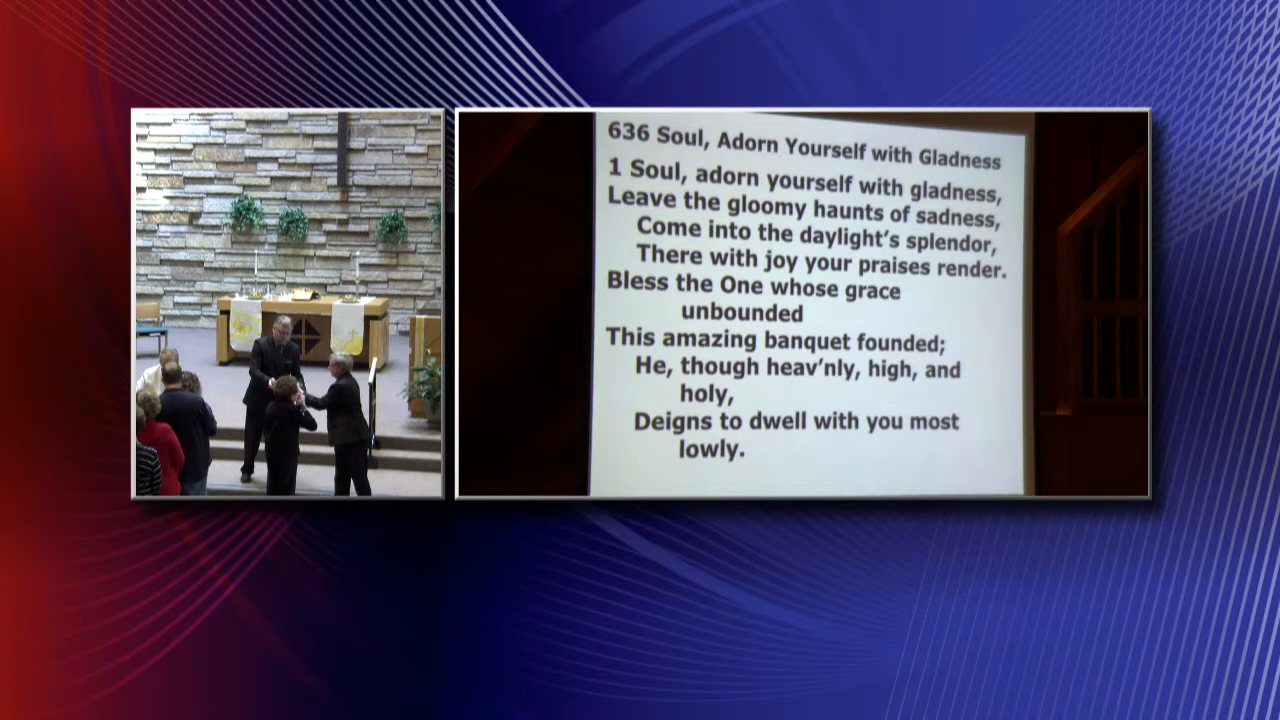 636 Soul, Adorn Yourself with Gladness
1 Soul, adorn yourself with gladness,
Leave the gloomy haunts of sadness,
Come into the daylight's splendor,
There with joy your praises render.
Bless the One whose grace
unbounded
This amazing banquet founded;
He, though heav'nly, high, and
holy,
Deigns to dwell with you most
lowly.